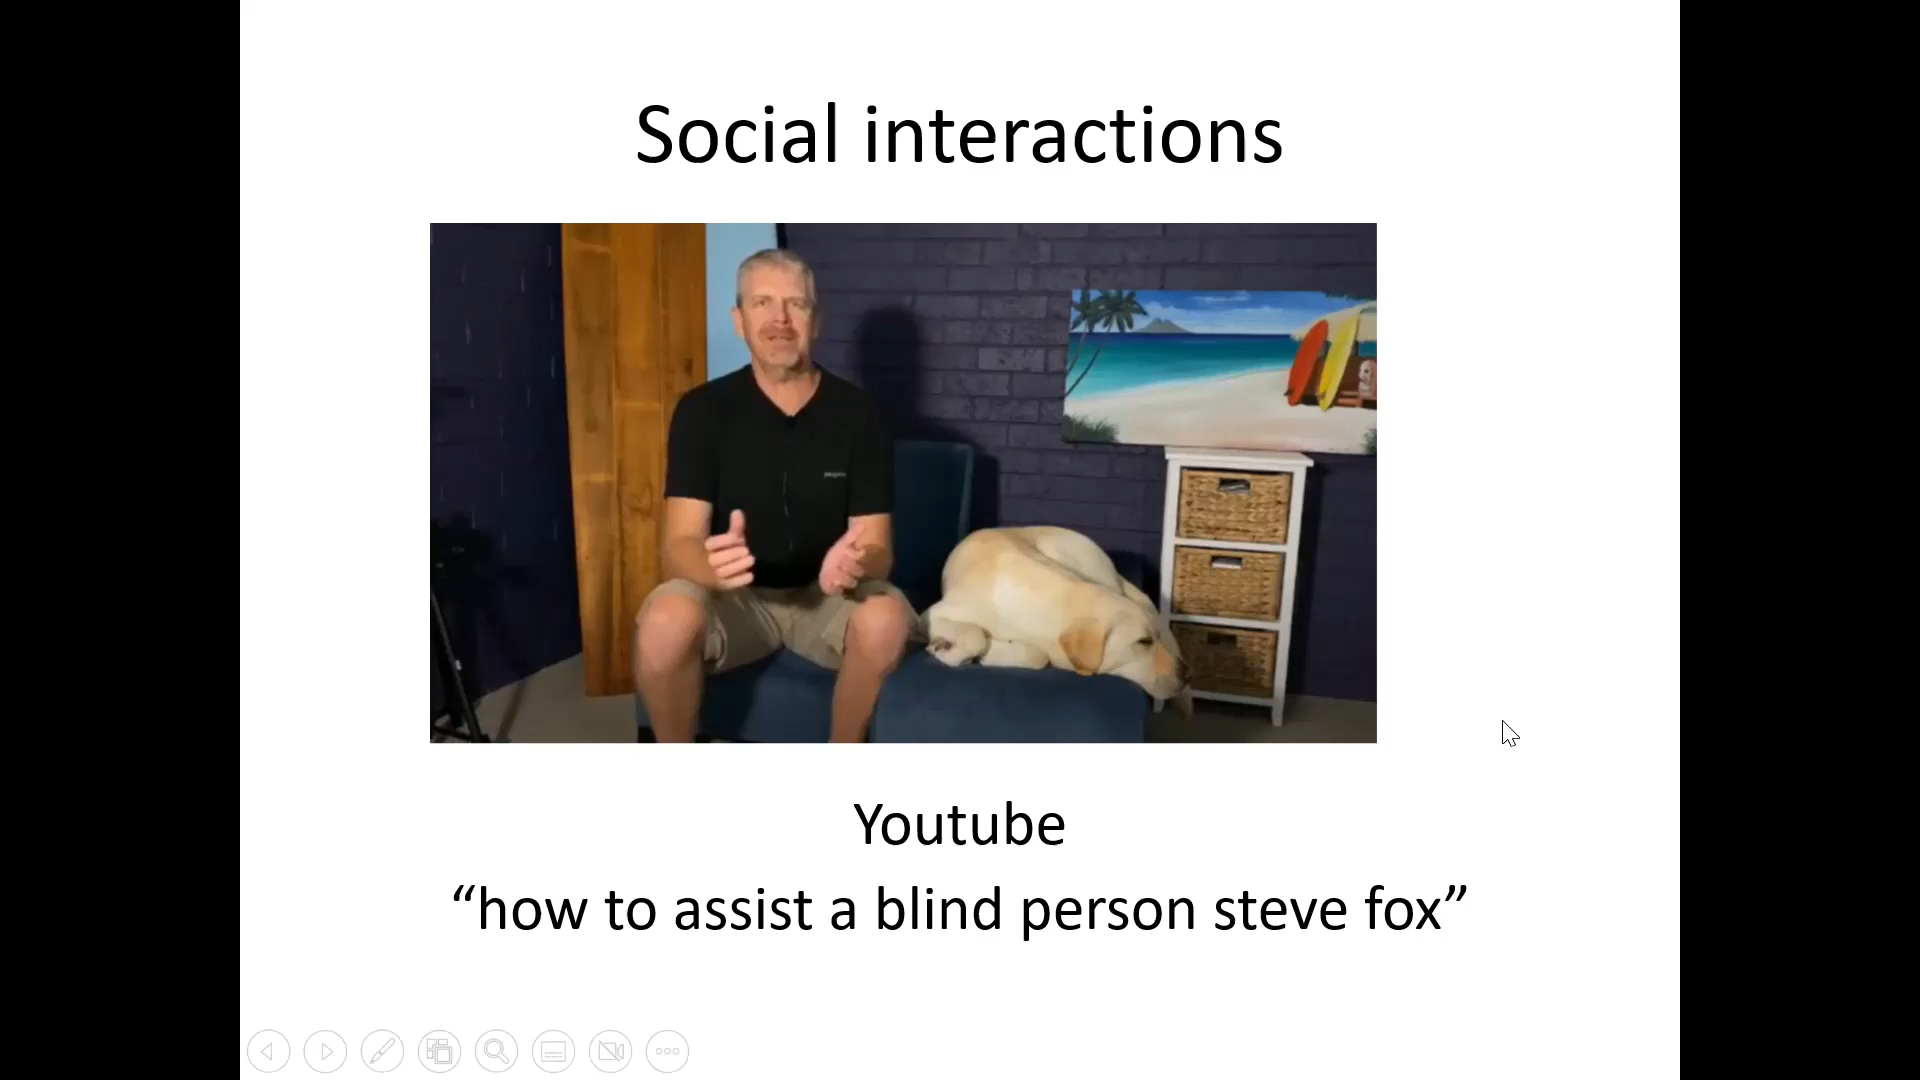 Social interactions
Youtube
“how to assist a blind person steve fox”